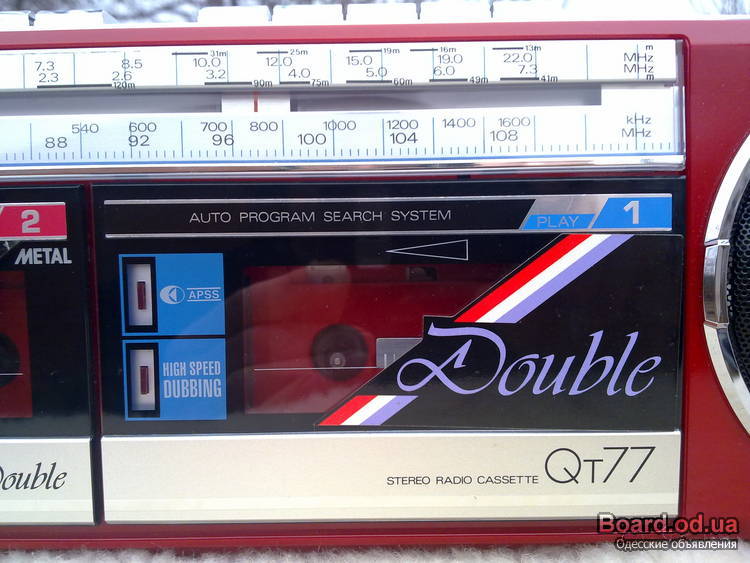 31m 25m 19m 16m 13m m
7.3 8.5 10.0 12.0 15.0 19.0 22.0 MHz
2.3 2.6 3.2 4.0 5.0 6.0 7.3 MHz
120m 90m 75m 60m 49m 41m m
540 600 700 800 1000 1200 1400 1600 kHz
88 92 96 100 104 108 MHz
2
AUTO PROGRAM SEARCH SYSTEM
PLAY 1
METAL
APSS
HIGH SPEED
DUBBING
Double
Double
STEREO RADIO CASSETTE QT77
Board.od.ua
Одесские объявления